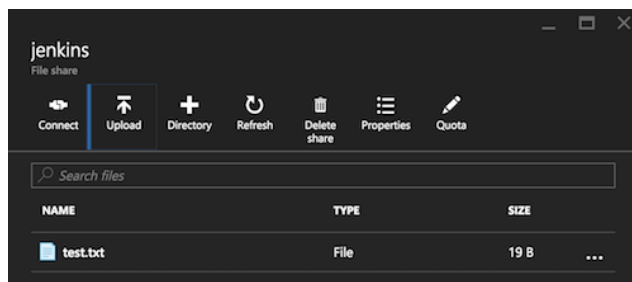 jenkins
File share
Connect Upload Directory Refresh Delete share Properties Quota
Search files
NAME TYPE SIZE
test.txt File 19 B ...